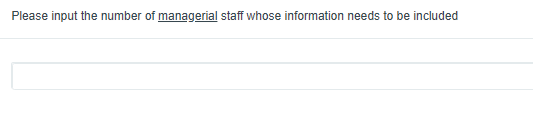 Please input the number of managerial staff whose information needs to be included